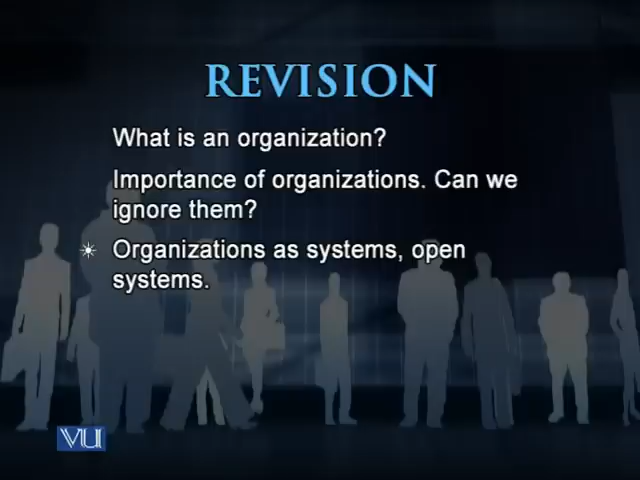 REVISION
What is an organization?
Importance of organizations. Can we
ignore them?
Organizations as systems, open
systems.
VU